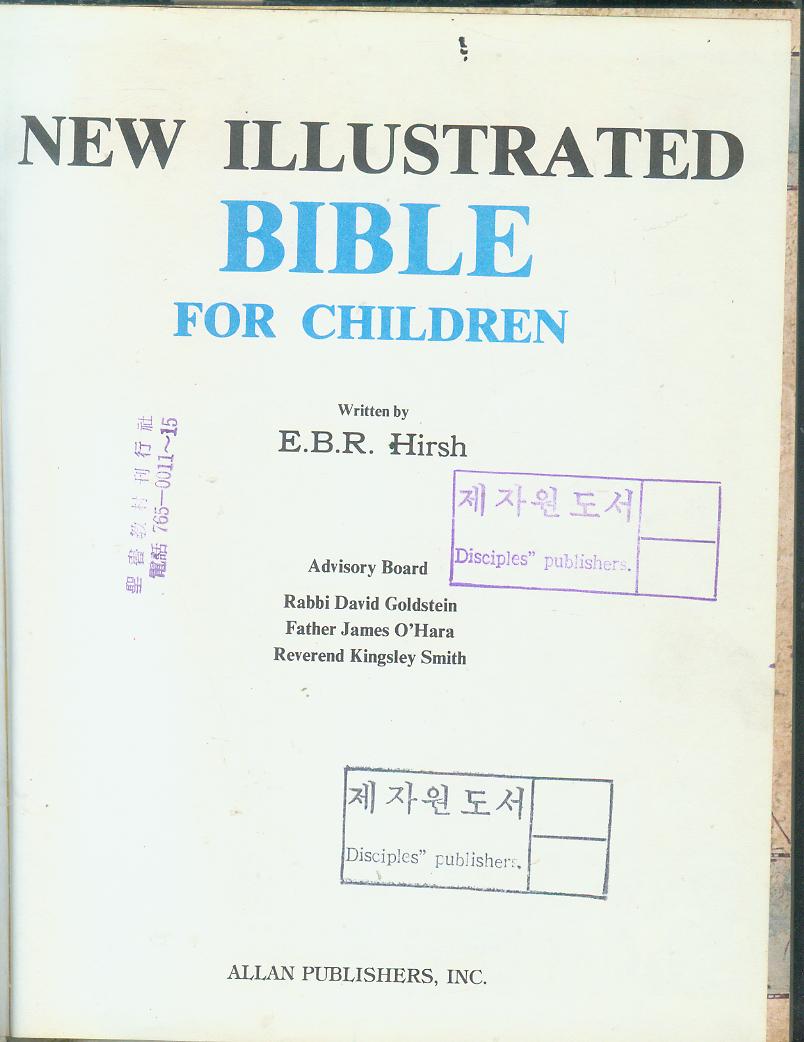 NEW ILLUSTRATED
BIBLE
FOR CHILDREN
Written by
E.B.R. Hirsh
聖書敎材刊行社
電話 765-0011~15
제자원 도서
Disciples” publishers.
Advisory Board
Rabbi David Goldstein
Father James O'Hara
Reverend Kingsley Smith
제자원 도서
Disciples” publishers.
ALLAN PUBLISHERS, INC.